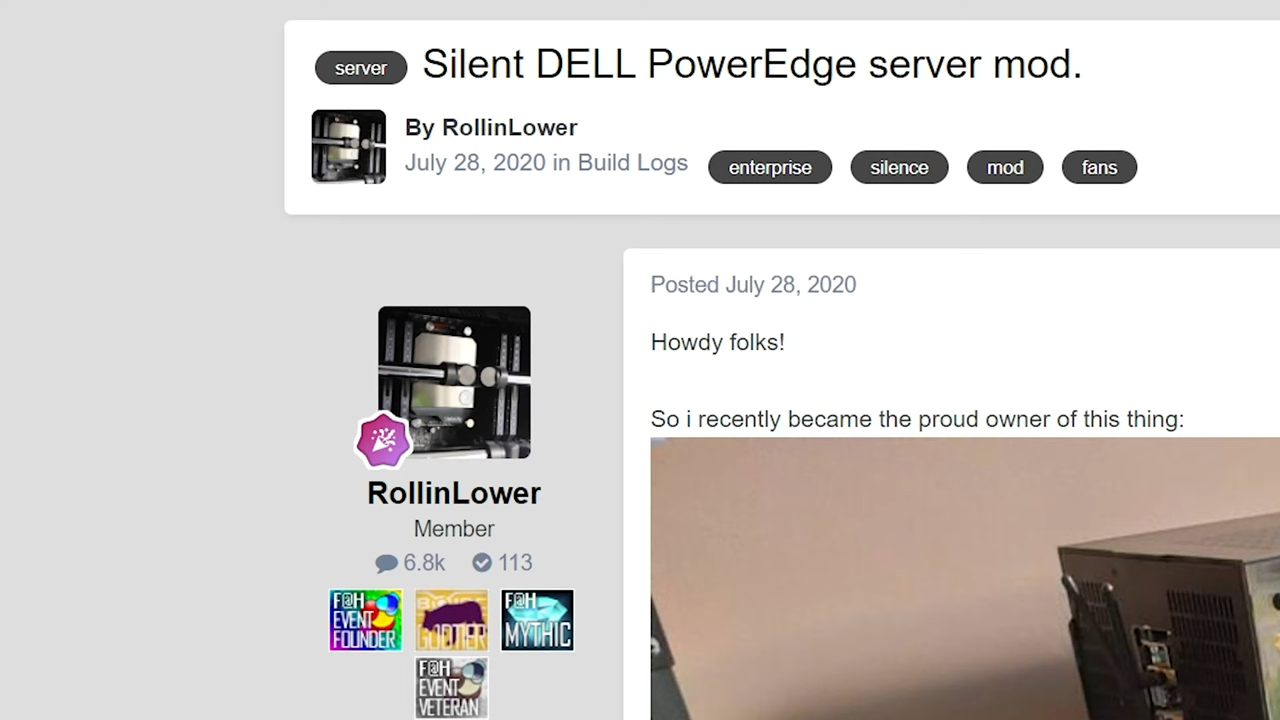 server Silent DELL PowerEdge server mod.
By RollinLower
July 28, 2020 in Build Logs enterprise silence mod fans
Posted July 28, 2020
Howdy folks!
So i recently became the proud owner of this thing:
RollinLower
Member
6.8k 113
F@H EVENT FOUNDER
GODTIER
F@H MYTHIC
F@H EVENT VETERAN